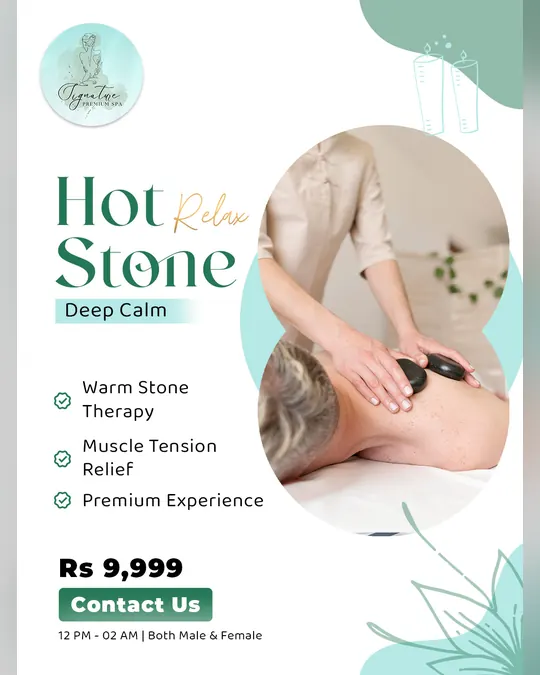 Signature
PREMIUM SPA
Hot Relax
Stone
Deep Calm
Warm Stone
Therapy
Muscle Tension
Relief
Premium Experience
Rs 9,999
Contact Us
12 PM - 02 AM | Both Male & Female